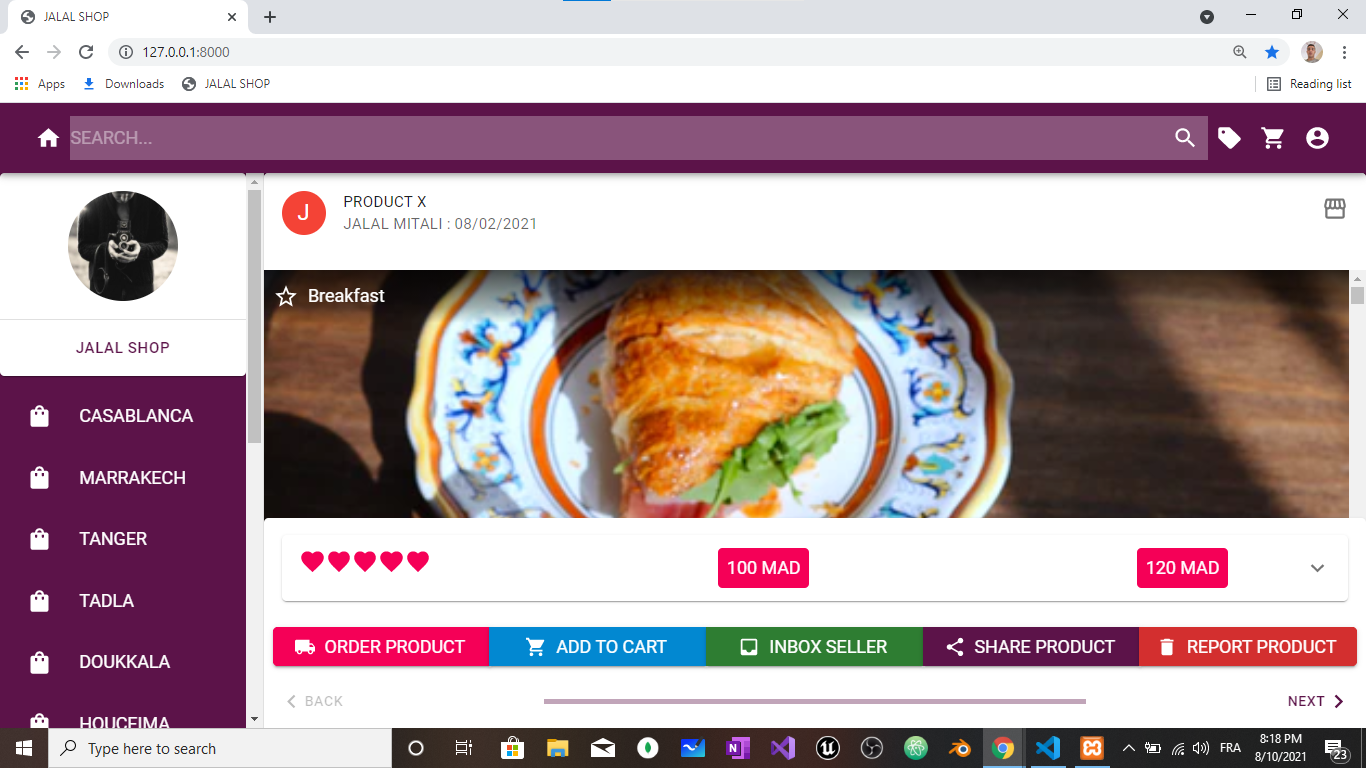 JALAL SHOP
127.0.0.1:8000
Apps Downloads JALAL SHOP Reading list
SEARCH...
J
PRODUCT X
JALAL MITALI : 08/02/2021
Breakfast
JALAL SHOP
CASABLANCA
MARRAKECH
TANGER
TADLA
DOUKKALA
HOUCEIMA
100 MAD 120 MAD
ORDER PRODUCT ADD TO CART INBOX SELLER SHARE PRODUCT REPORT PRODUCT
BACK NEXT
Type here to search
N
FRA
8:18 PM
8/10/2021
23